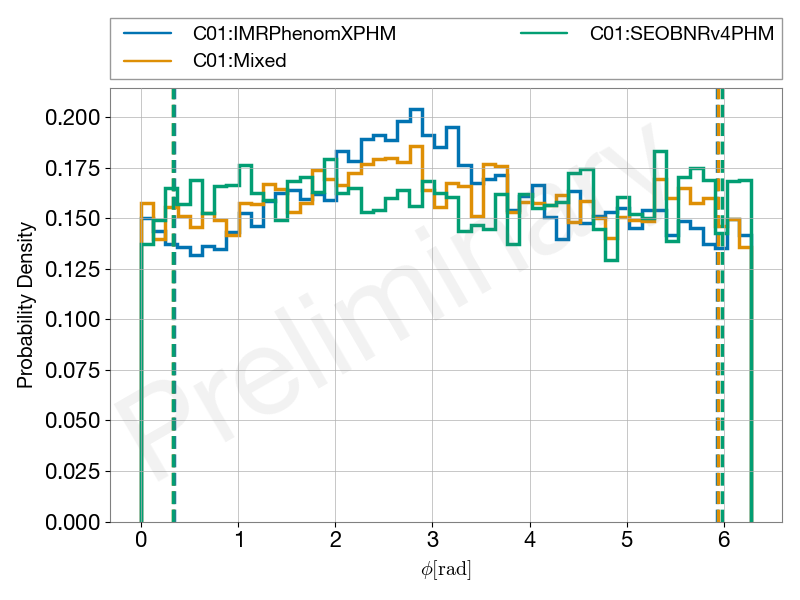 C01:IMRPhenomXPHM
C01:Mixed
C01:SEOBNRv4PHM
0.200
0.175
0.150
0.125
0.100
0.075
0.050
0.025
0.000
Probability Density
Preliminary
0 1 2 3 4 5 6
ϕ[rad]